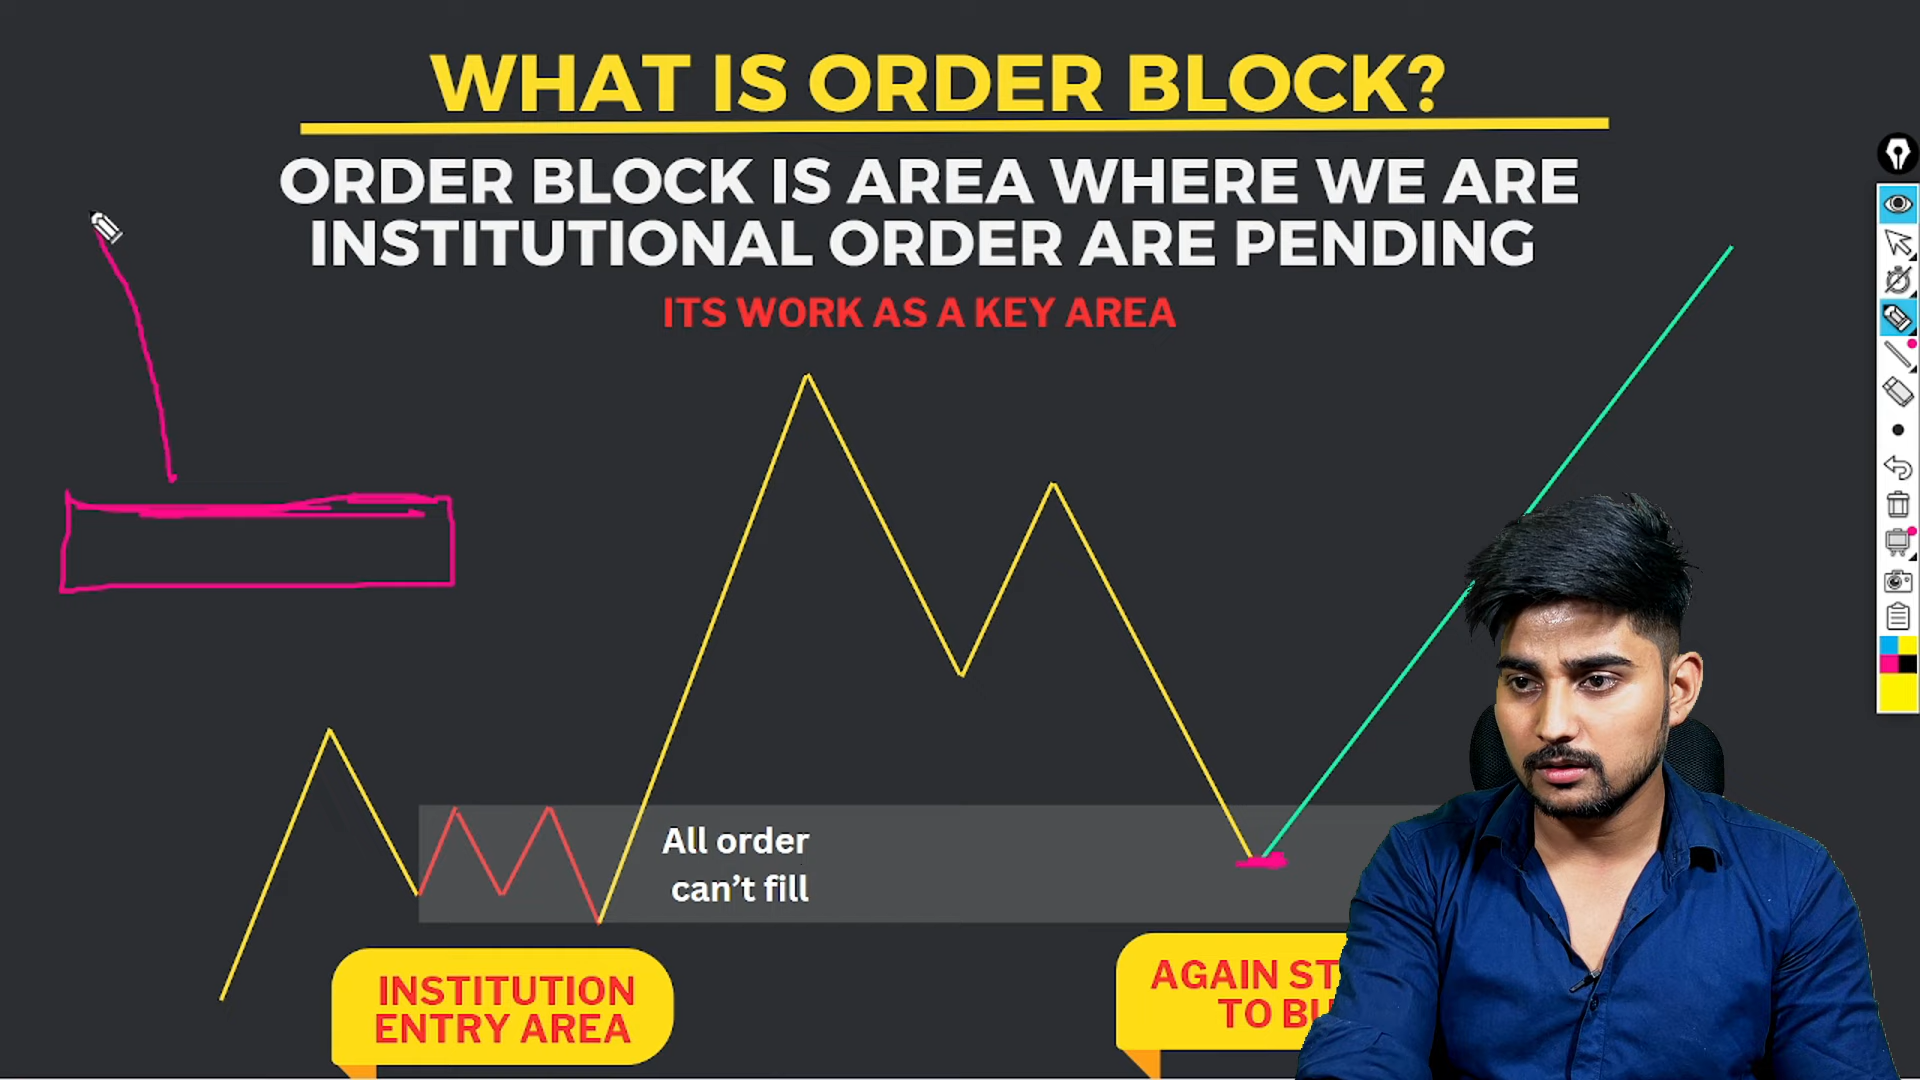 WHAT IS ORDER BLOCK?
ORDER BLOCK IS AREA WHERE WE ARE
INSTITUTIONAL ORDER ARE PENDING
ITS WORK AS A KEY AREA
All order
can't fill
INSTITUTION
ENTRY AREA
AGAIN
TO